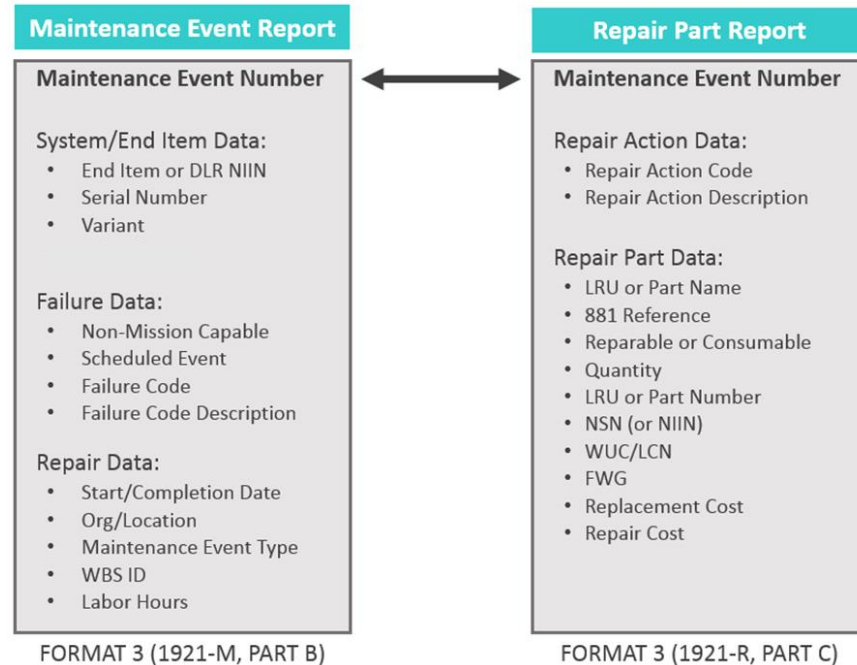 Maintenance Event Report
Maintenance Event Number
System/End Item Data:
• End Item or DLR NIIN
• Serial Number
• Variant
Failure Data:
• Non-Mission Capable
• Scheduled Event
• Failure Code
• Failure Code Description
Repair Data:
• Start/Completion Date
• Org/Location
• Maintenance Event Type
• WBS ID
• Labor Hours
FORMAT 3 (1921-M, PART B)
Repair Part Report
Maintenance Event Number
Repair Action Data:
• Repair Action Code
• Repair Action Description
Repair Part Data:
• LRU or Part Name
• 881 Reference
• Reparable or Consumable
• Quantity
• LRU or Part Number
• NSN (or NIIN)
• WUC/LCN
• FWG
• Replacement Cost
• Repair Cost
FORMAT 3 (1921-R, PART C)